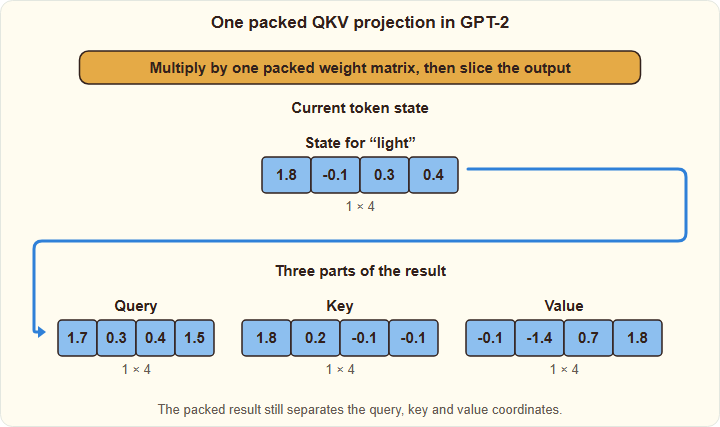 One packed QKV projection in GPT-2
Multiply by one packed weight matrix, then slice the output
Current token state
State for “light”
1.8 -0.1 0.3 0.4
1 × 4
Three parts of the result
Query Key Value
1.7 0.3 0.4 1.5 1.8 0.2 -0.1 -0.1 -0.1 -1.4 0.7 1.8
1 × 4 1 × 4 1 × 4
The packed result still separates the query, key and value coordinates.